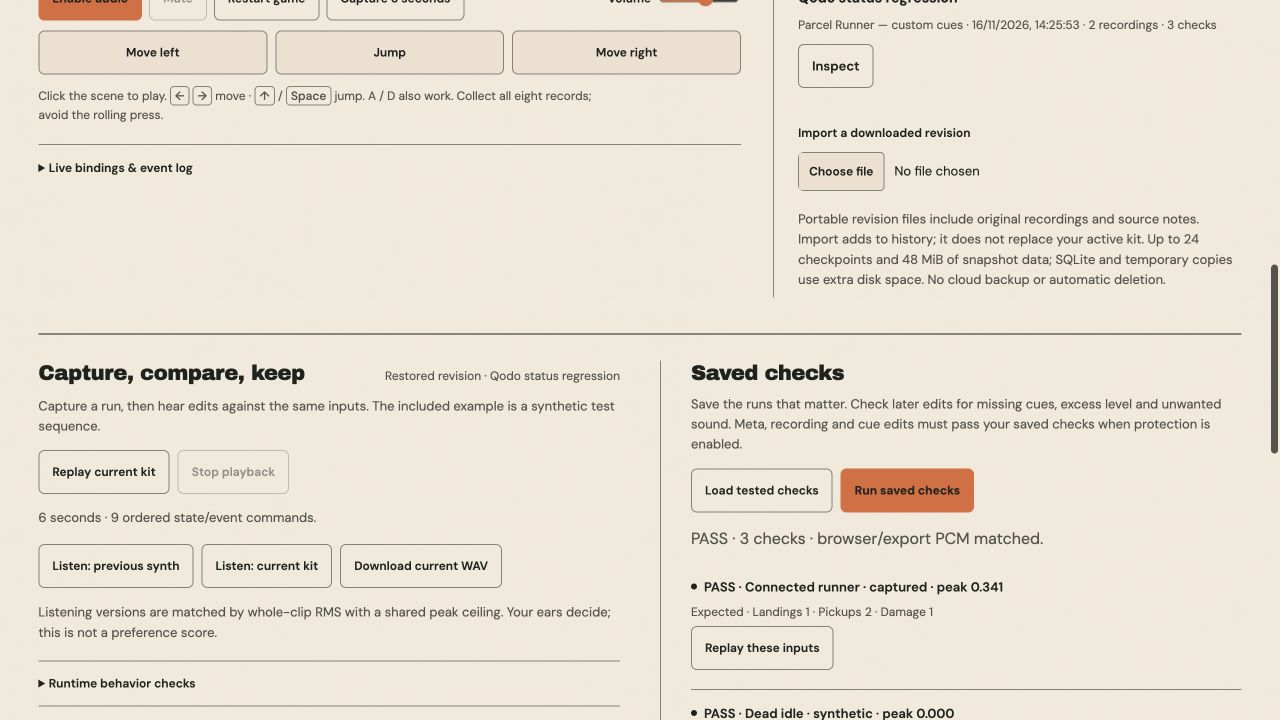 Enable audio
Mute
Restart game
Capture 6 seconds
Volume
Move left
Jump
Move right
Click the scene to play. ← → move · ↑ / Space jump. A / D also work. Collect all eight records;
avoid the rolling press.
▶ Live bindings & event log
Qodo status regression
Parcel Runner — custom cues · 16/11/2026, 14:25:53 · 2 recordings · 3 checks
Inspect
Import a downloaded revision
Choose file No file chosen
Portable revision files include original recordings and source notes.
Import adds to history; it does not replace your active kit. Up to 24
checkpoints and 48 MiB of snapshot data; SQLite and temporary copies
use extra disk space. No cloud backup or automatic deletion.
Capture, compare, keep
Restored revision · Qodo status regression
Capture a run, then hear edits against the same inputs. The included example is a synthetic test
sequence.
Replay current kit
Stop playback
6 seconds · 9 ordered state/event commands.
Listen: previous synth
Listen: current kit
Download current WAV
Listening versions are matched by whole-clip RMS with a shared peak ceiling. Your ears decide;
this is not a preference score.
▶ Runtime behavior checks
Saved checks
Save the runs that matter. Check later edits for missing cues, excess level and unwanted
sound. Meta, recording and cue edits must pass your saved checks when protection is
enabled.
Load tested checks
Run saved checks
PASS · 3 checks · browser/export PCM matched.
• PASS · Connected runner · captured · peak 0.341
Expected · Landings 1 · Pickups 2 · Damage 1
Replay these inputs
• PASS · Dead idle · synthetic · peak 0.000